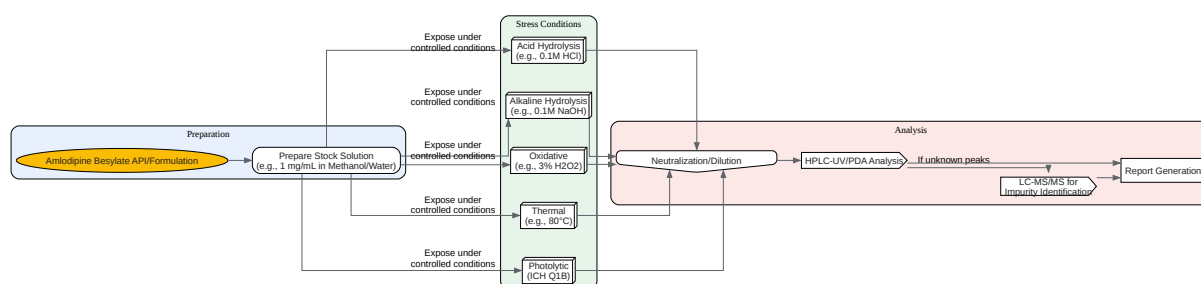 Stress Conditions
Expose under
controlled conditions
Acid Hydrolysis
(e.g., 0.1M HCl)
Expose under
controlled conditions
Alkaline Hydrolysis
(e.g., 0.1M NaOH)
Preparation
Analysis
Amlodipine Besylate API/Formulation
Prepare Stock Solution
(e.g., 1 mg/mL in Methanol/Water)
Expose under
controlled conditions
Oxidative
(e.g., 3% H2O2)
Neutralization/Dilution
HPLC-UV/PDA Analysis
If unknown peaks
LC-MS/MS for
Impurity Identification
Report Generation
Expose under
controlled conditions
Thermal
(e.g., 80°C)
Expose under
controlled conditions
Photolytic
(ICH Q1B)